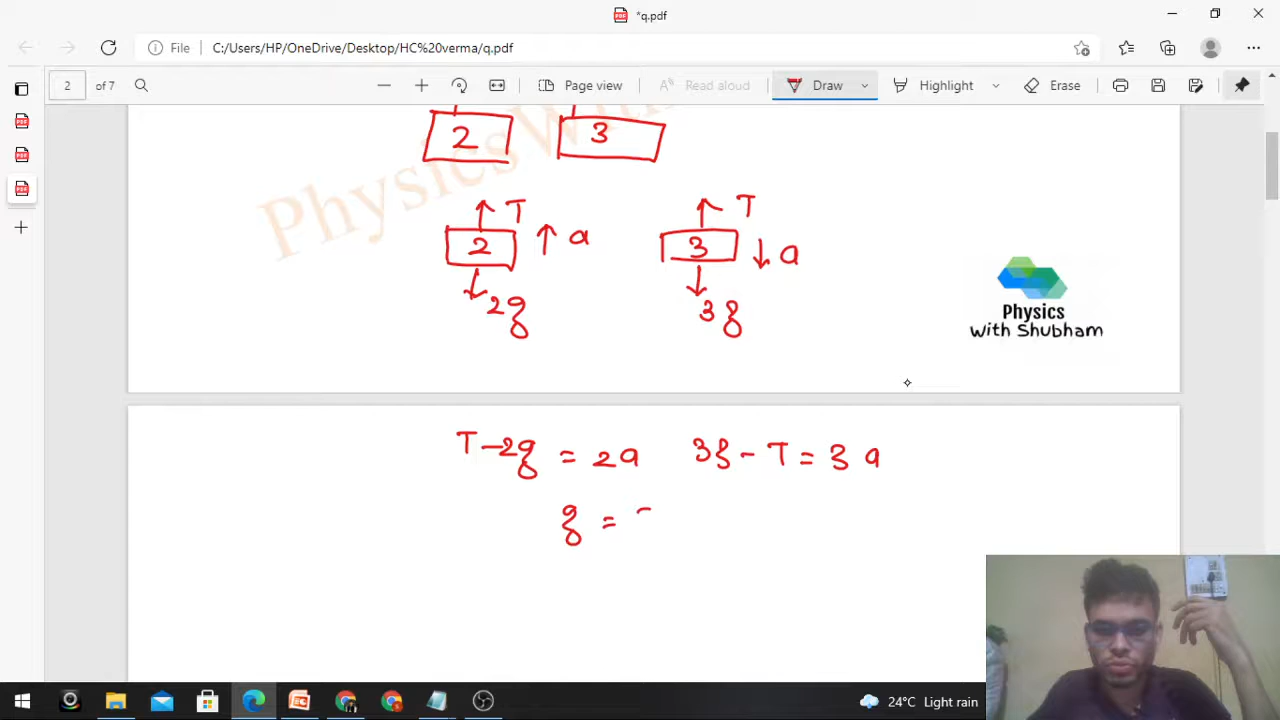 *q.pdf
File C:/Users/HP/OneDrive/Desktop/HC%20verma/q.pdf
2 of 7 Page view Read aloud Draw Highlight Erase
2 3
T a T a
2 3
2g 3g
Physics
With Shubham
T-2g = 2a 3g - T = 3a
g =
24°C Light rain